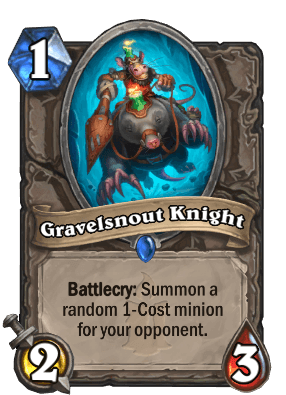 1
Gravelsnout Knight
Battlecry: Summon a
random 1-Cost minion
for your opponent.
2
3